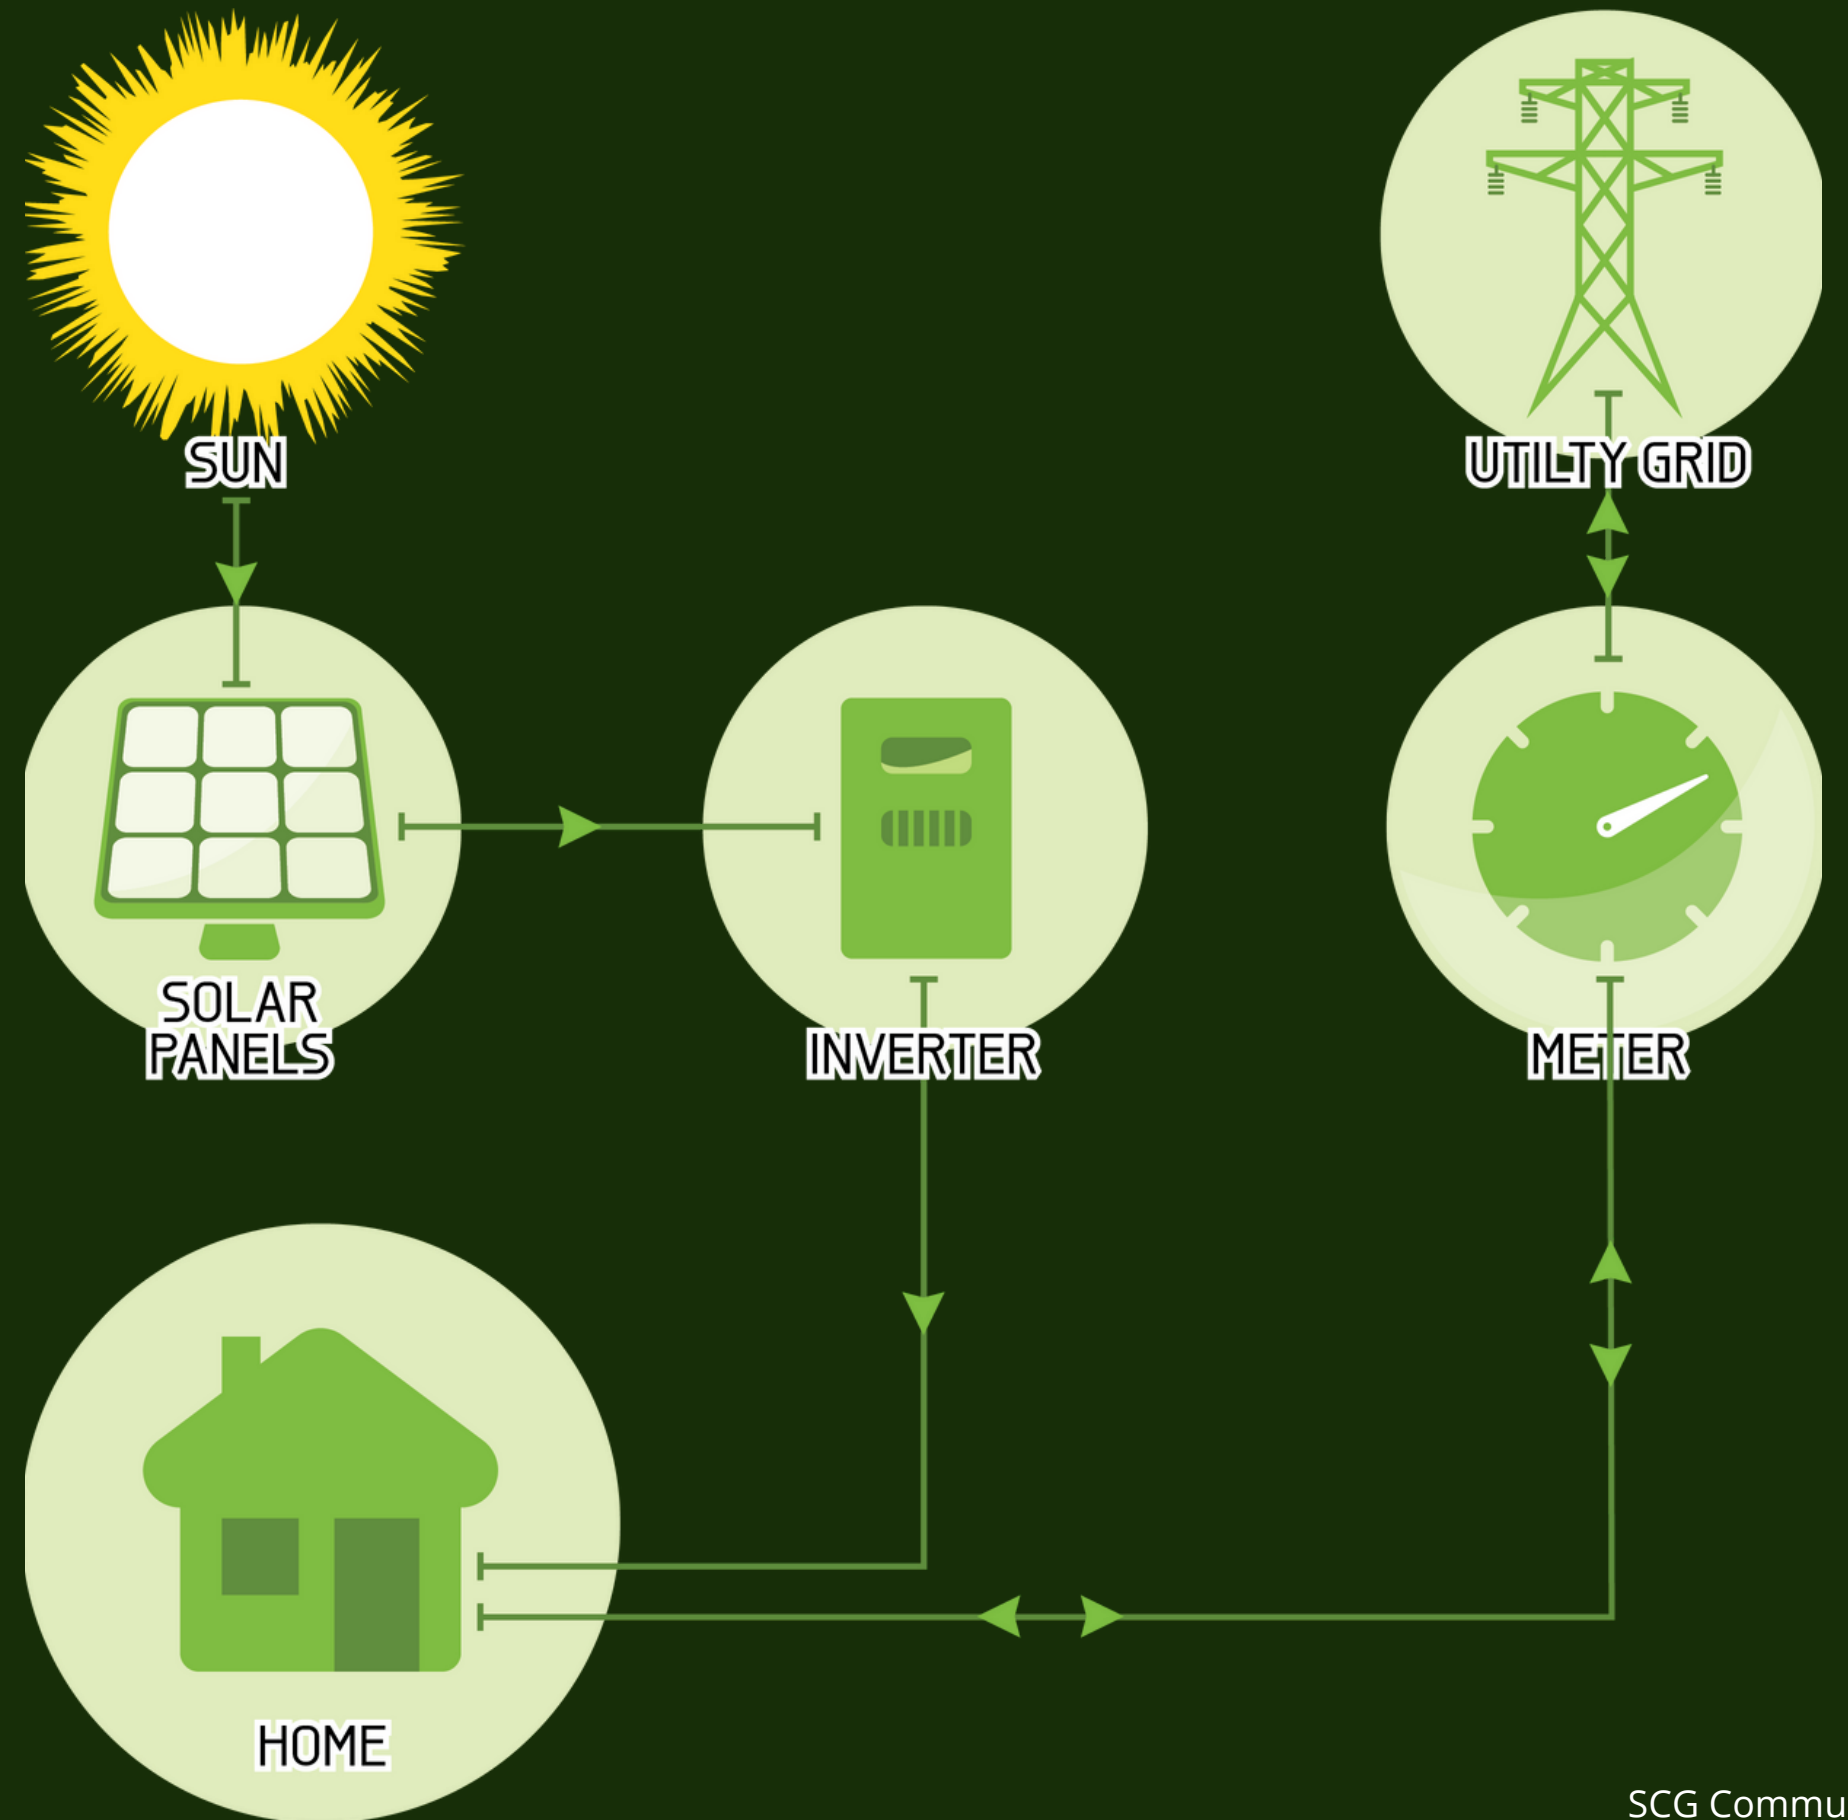 SUN
UTILTY GRID
SOLAR
PANELS
INVERTER
METER
HOME
SCG Commu